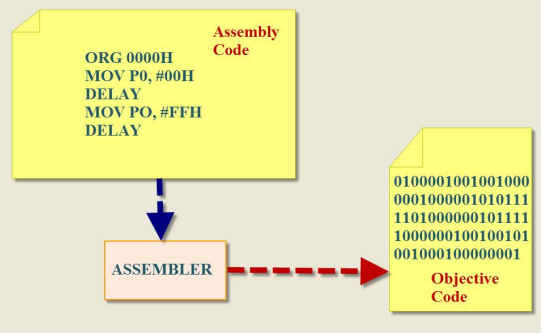 Assembly
Code
ORG 0000H
MOV P0, #00H
DELAY
MOV PO, #FFH
DELAY
ASSEMBLER
0100001001001000
0001000001010111
1101000000101111
1000000100100101
001000100000001
Objective
Code